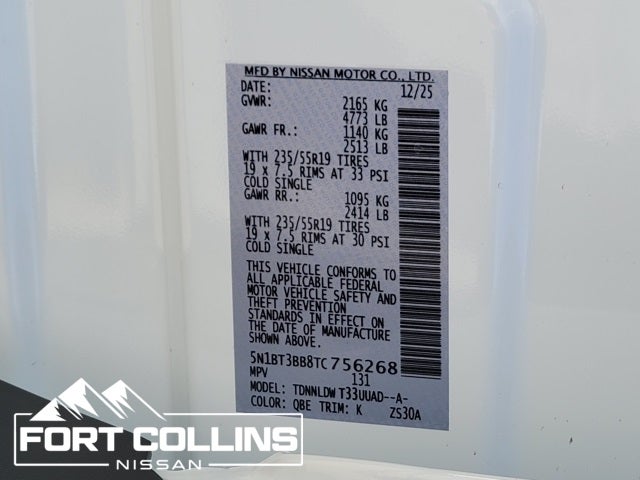 MFD BY NISSAN MOTOR CO., LTD.
DATE: 12/25
GVWR: 2165 KG
4773 LB
GAWR FR.: 1140 KG
2513 LB
WITH 235/55R19 TIRES
19 x 7.5 RIMS AT 33 PSI
COLD SINGLE
GAWR RR.: 1095 KG
2414 LB
WITH 235/55R19 TIRES
19 x 7.5 RIMS AT 30 PSI
COLD SINGLE
THIS VEHICLE CONFORMS TO
ALL APPLICABLE FEDERAL
MOTOR VEHICLE SAFETY AND
THEFT PREVENTION
STANDARDS IN EFFECT ON
THE DATE OF MANUFACTURE
SHOWN ABOVE.
5N1BT3BB8TC756268
MPV 131
MODEL: TDNNLDWT33UUAD--A-
COLOR: QBE TRIM: K ZS30A
FORT COLLINS
NISSAN